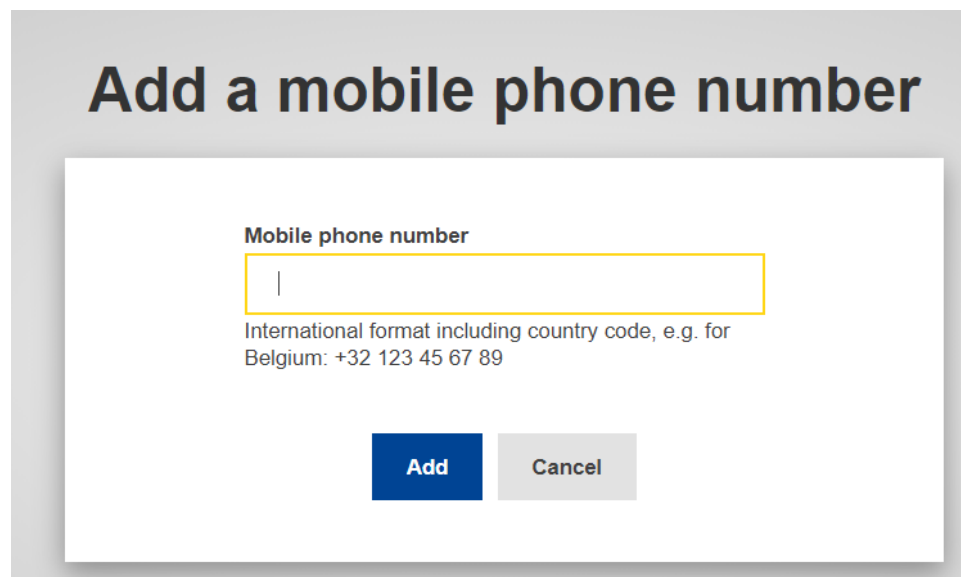 Add a mobile phone number
Mobile phone number
International format including country code, e.g. for
Belgium: +32 123 45 67 89
Add
Cancel